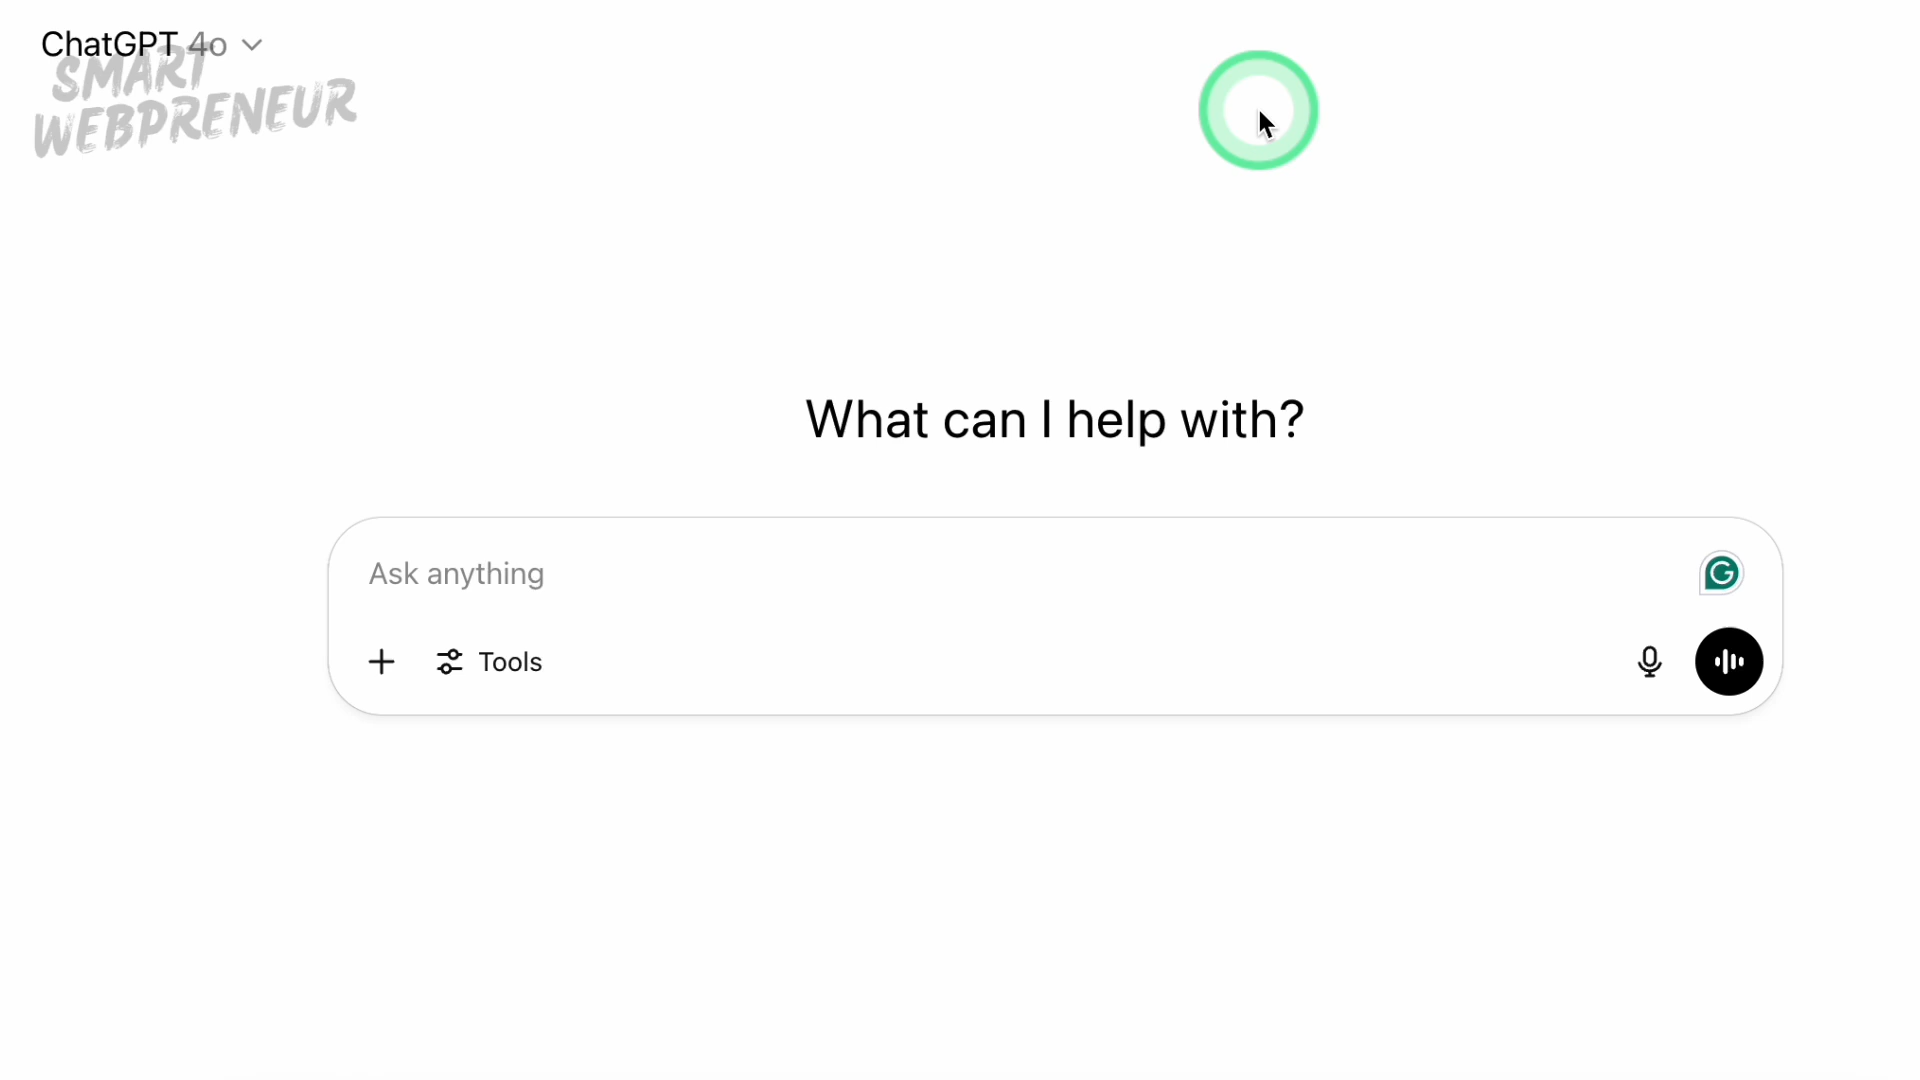 ChatGPT 4o
SMART
WEBPRENEUR
What can I help with?
Ask anything
Tools